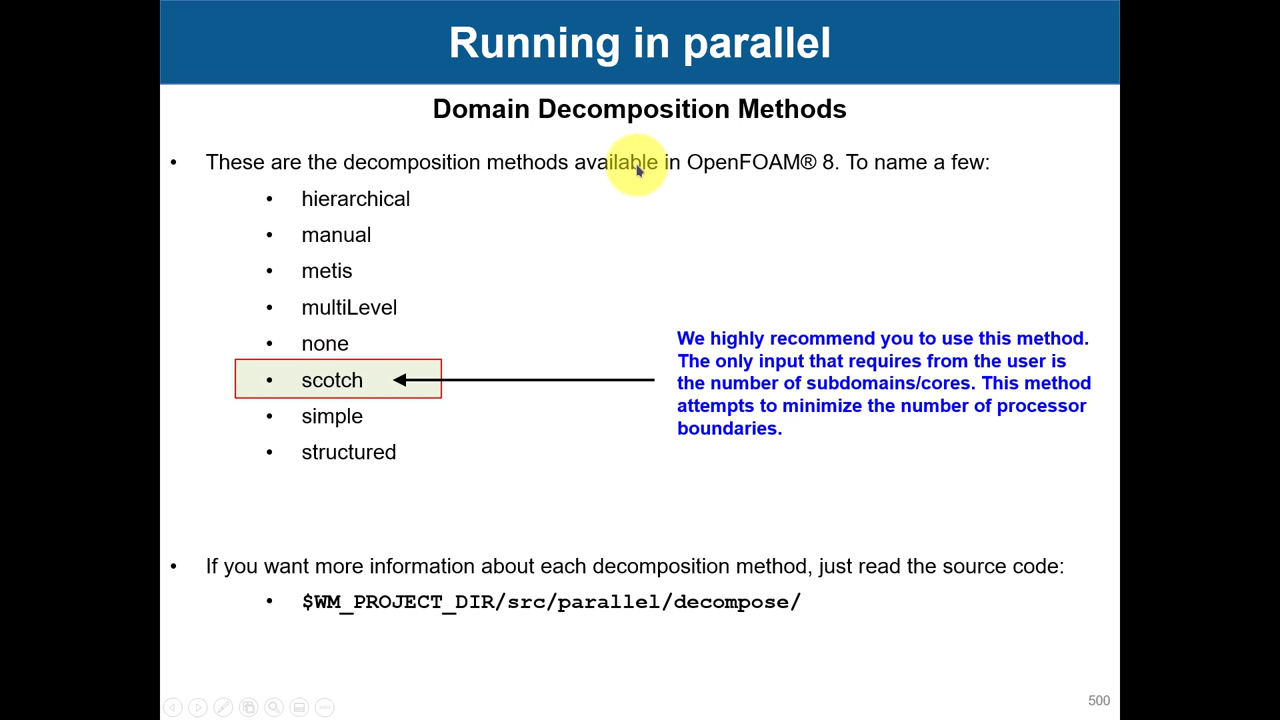 Running in parallel
Domain Decomposition Methods
• These are the decomposition methods available in OpenFOAM® 8. To name a few:
• hierarchical
• manual
• metis
• multiLevel
• none
• scotch
• simple
• structured
We highly recommend you to use this method.
The only input that requires from the user is
the number of subdomains/cores. This method
attempts to minimize the number of processor
boundaries.
• If you want more information about each decomposition method, just read the source code:
• $WM_PROJECT_DIR/src/parallel/decompose/
500